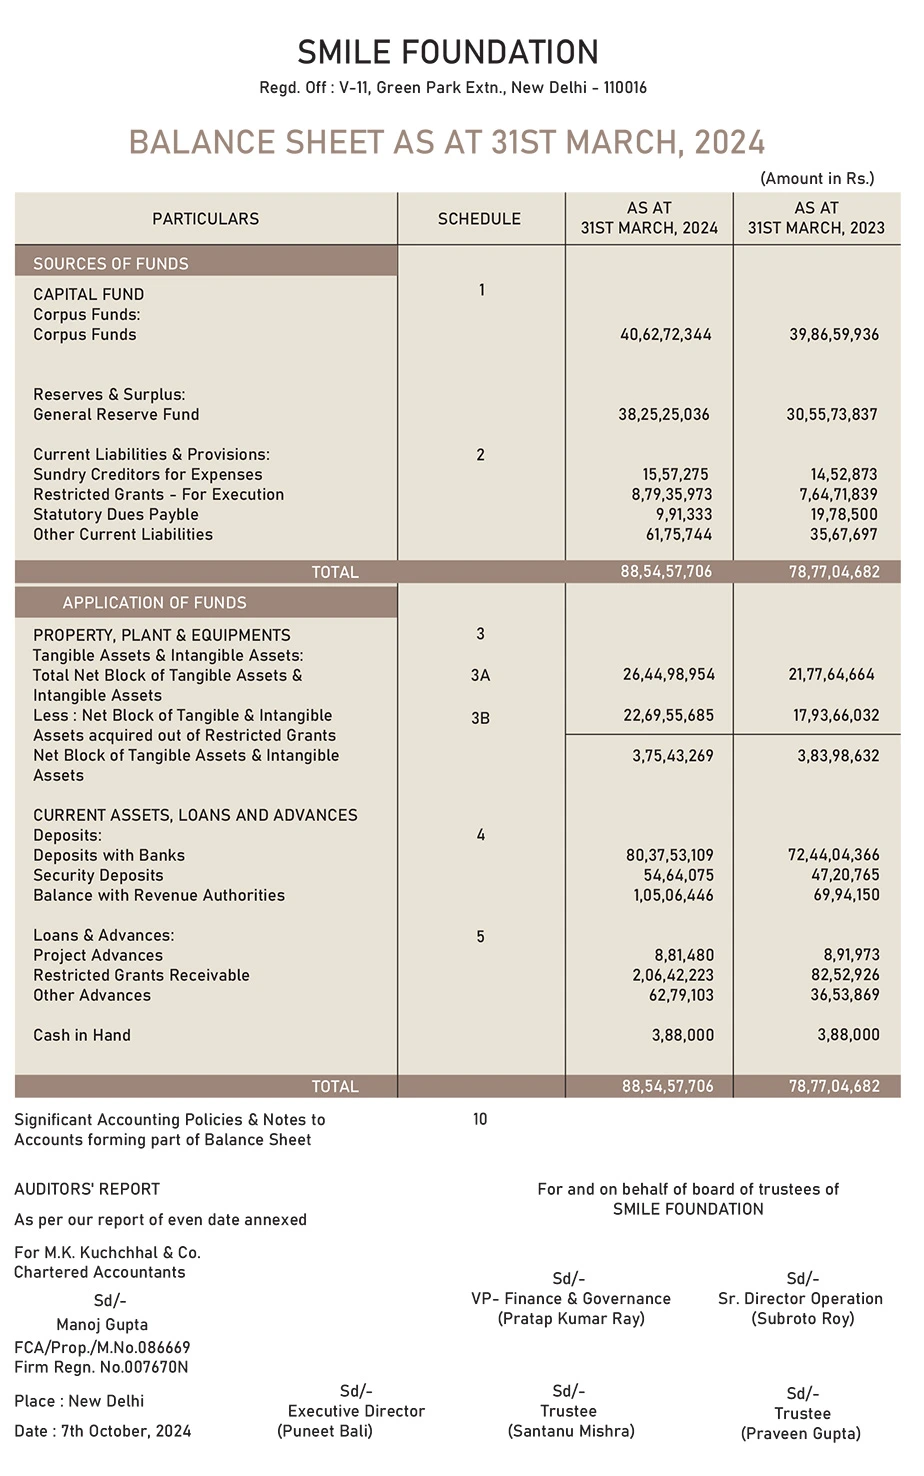 SMILE FOUNDATION
Regd. Off : V-11, Green Park Extn., New Delhi - 110016
BALANCE SHEET AS AT 31ST MARCH, 2024
(Amount in Rs.)
PARTICULARS SCHEDULE AS AT 31ST MARCH, 2024 AS AT 31ST MARCH, 2023
SOURCES OF FUNDS
CAPITAL FUND 1
Corpus Funds:
Corpus Funds 40,62,72,344 39,86,59,936
Reserves & Surplus:
General Reserve Fund 38,25,25,036 30,55,73,837
Current Liabilities & Provisions: 2
Sundry Creditors for Expenses 15,57,275 14,52,873
Restricted Grants - For Execution 8,79,35,973 7,64,71,839
Statutory Dues Payble 9,91,333 19,78,500
Other Current Liabilities 61,75,744 35,67,697
TOTAL 88,54,57,706 78,77,04,682
APPLICATION OF FUNDS
PROPERTY, PLANT & EQUIPMENTS 3
Tangible Assets & Intangible Assets:
Total Net Block of Tangible Assets & 3A 26,44,98,954 21,77,64,664
Intangible Assets
Less : Net Block of Tangible & Intangible 3B 22,69,55,685 17,93,66,032
Assets acquired out of Restricted Grants
Net Block of Tangible Assets & Intangible 3,75,43,269 3,83,98,632
Assets
CURRENT ASSETS, LOANS AND ADVANCES
Deposits: 4
Deposits with Banks 80,37,53,109 72,44,04,366
Security Deposits 54,64,075 47,20,765
Balance with Revenue Authorities 1,05,06,446 69,94,150
Loans & Advances: 5
Project Advances 8,81,480 8,91,973
Restricted Grants Receivable 2,06,42,223 82,52,926
Other Advances 62,79,103 36,53,869
Cash in Hand 3,88,000 3,88,000
TOTAL 88,54,57,706 78,77,04,682
Significant Accounting Policies & Notes to 10
Accounts forming part of Balance Sheet
AUDITORS' REPORT
As per our report of even date annexed
For M.K. Kuchchhal & Co.
Chartered Accountants
Sd/-
Manoj Gupta
FCA/Prop./M.No.086669
Firm Regn. No.007670N
Place : New Delhi
Date : 7th October, 2024
For and on behalf of board of trustees of
SMILE FOUNDATION
Sd/-
VP- Finance & Governance
(Pratap Kumar Ray)
Sd/-
Sr. Director Operation
(Subroto Roy)
Sd/-
Executive Director
(Puneet Bali)
Sd/-
Trustee
(Santanu Mishra)
Sd/-
Trustee
(Praveen Gupta)